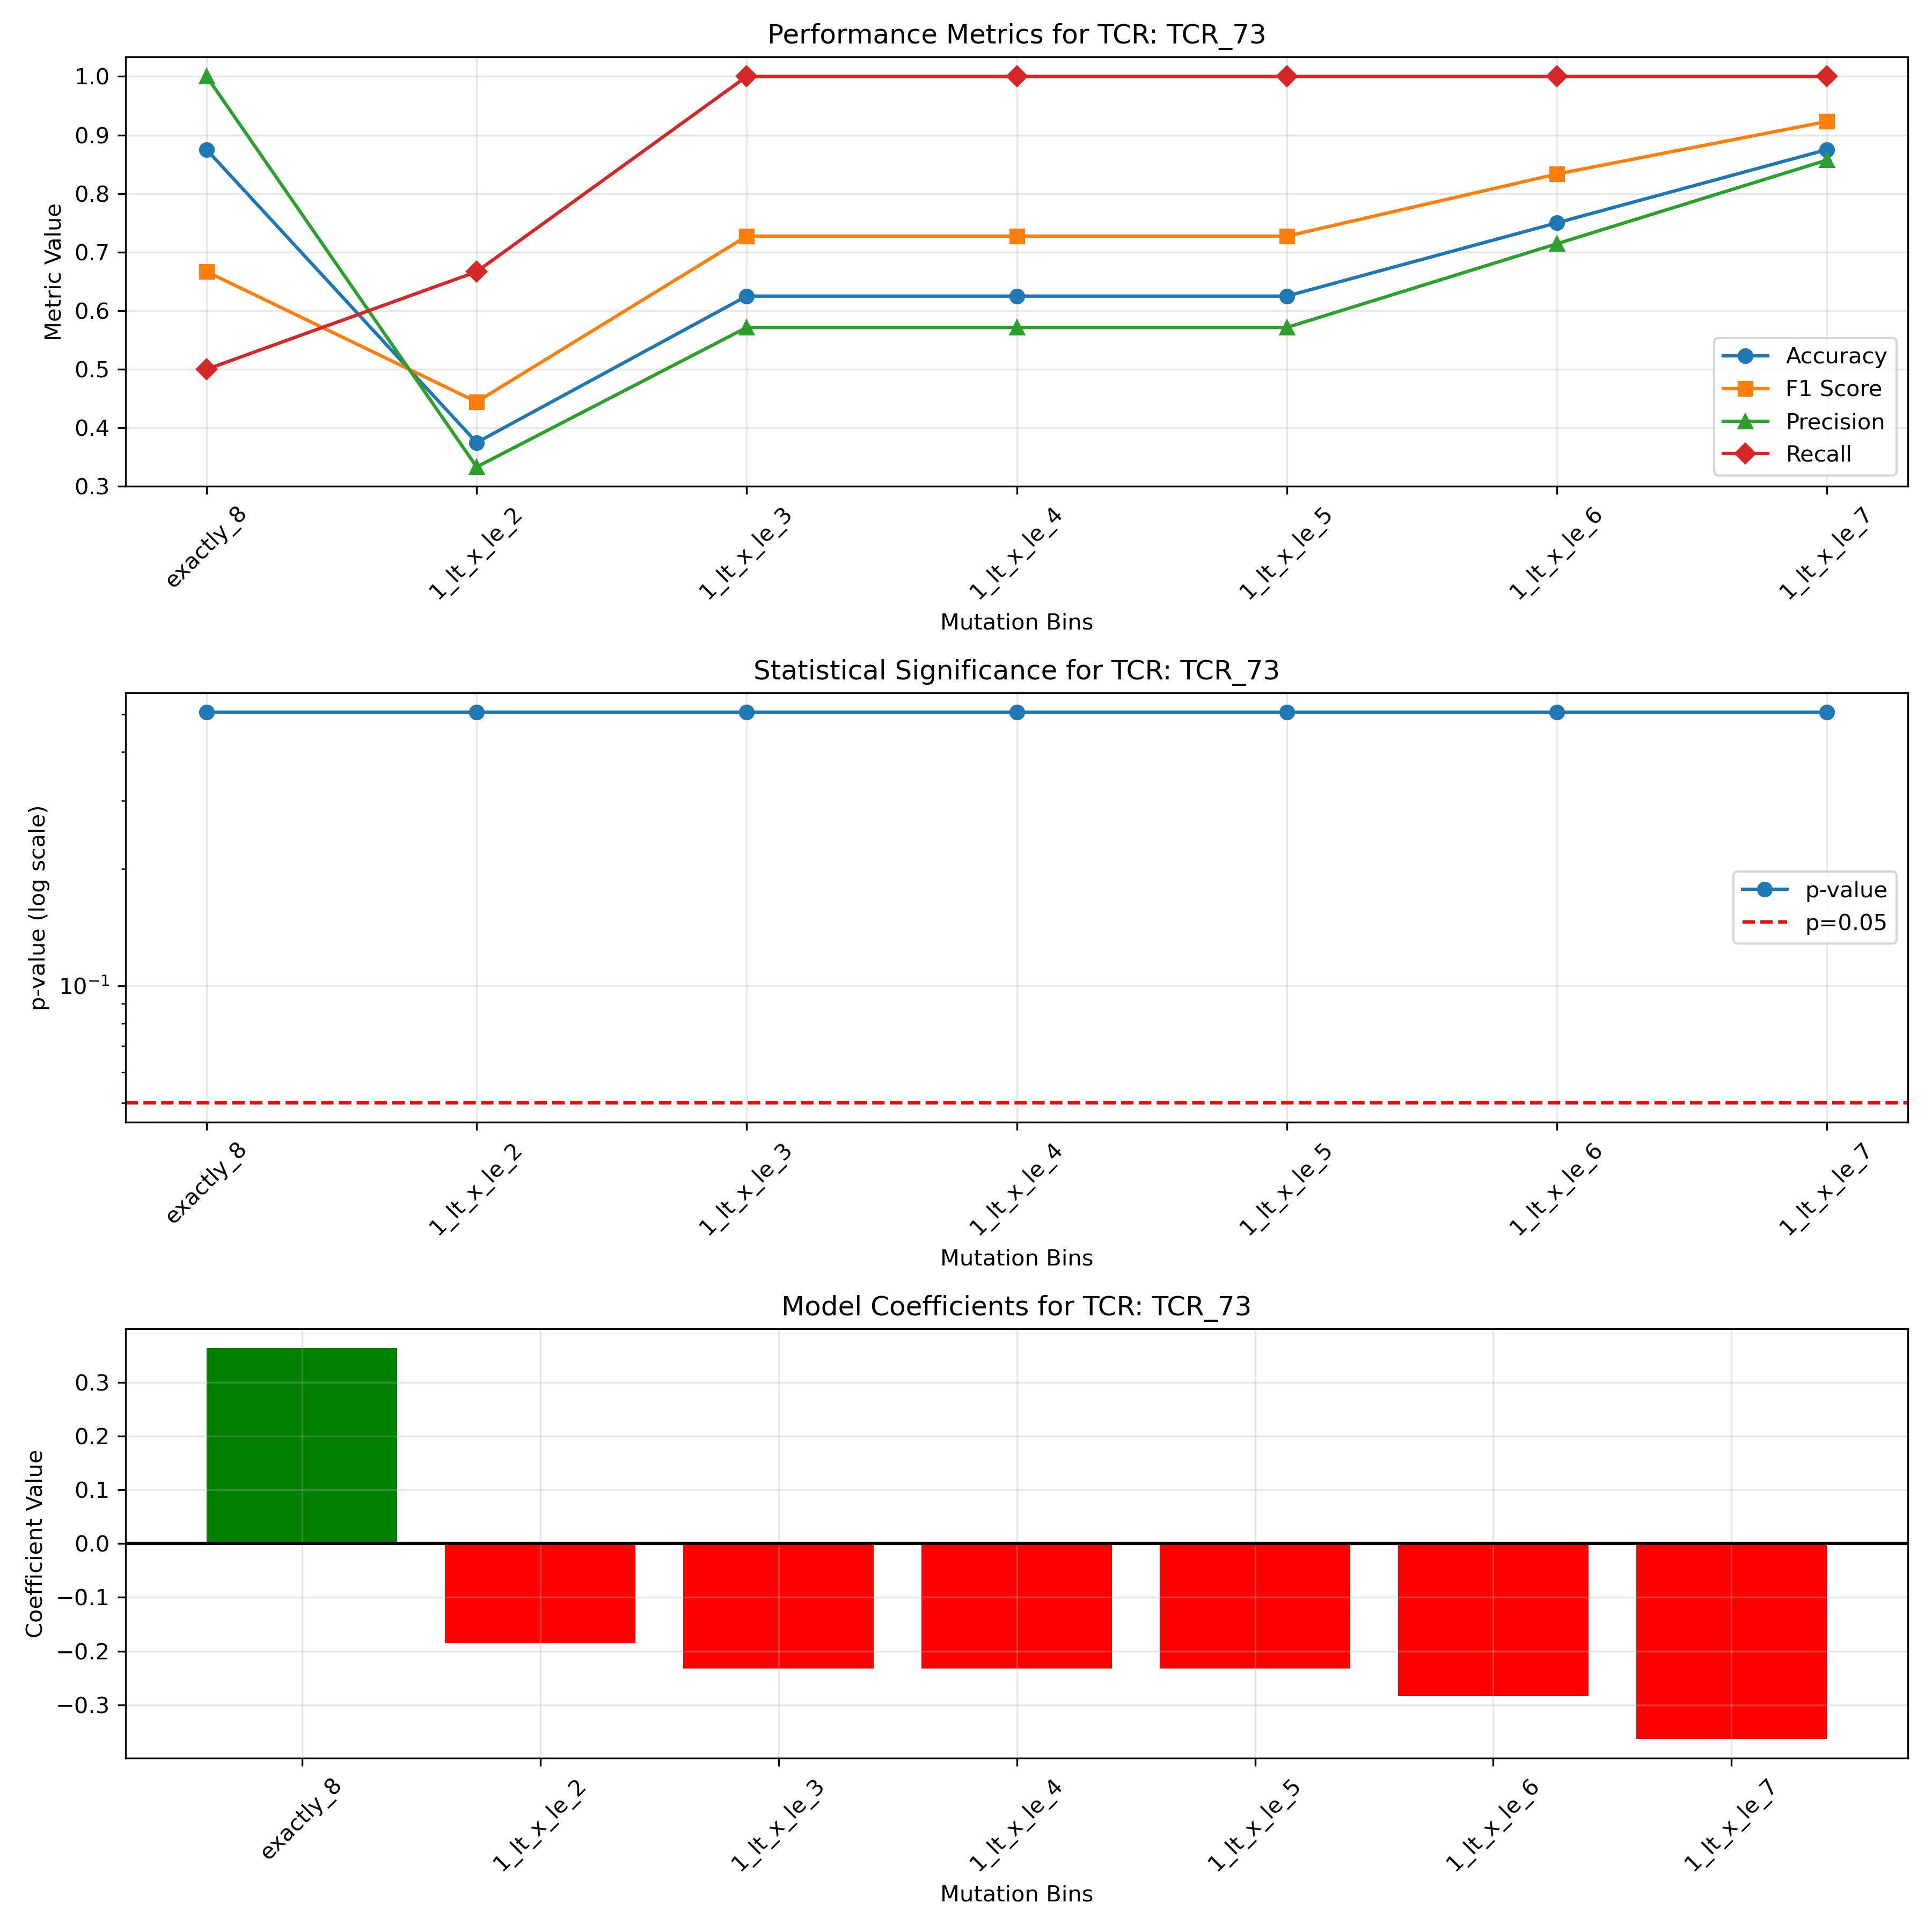 Performance Metrics for TCR: TCR_73
Metric Value
1.0
0.9
0.8
0.7
0.6
0.5
0.4
0.3
Accuracy
F1 Score
Precision
Recall
exactly_8
1_lt_x_le_2
1_lt_x_le_3
1_lt_x_le_4
1_lt_x_le_5
1_lt_x_le_6
1_lt_x_le_7
Mutation Bins
Statistical Significance for TCR: TCR_73
p-value (log scale)
10⁻¹
p-value
p=0.05
exactly_8
1_lt_x_le_2
1_lt_x_le_3
1_lt_x_le_4
1_lt_x_le_5
1_lt_x_le_6
1_lt_x_le_7
Mutation Bins
Model Coefficients for TCR: TCR_73
Coefficient Value
0.3
0.2
0.1
0.0
−0.1
−0.2
−0.3
exactly_8
1_lt_x_le_2
1_lt_x_le_3
1_lt_x_le_4
1_lt_x_le_5
1_lt_x_le_6
1_lt_x_le_7
Mutation Bins